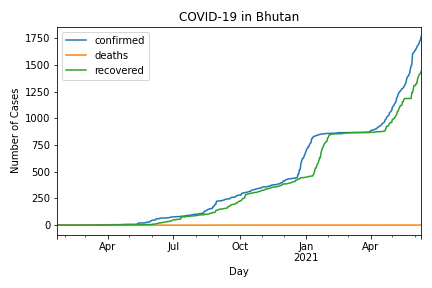 COVID-19 in Bhutan
confirmed
deaths
recovered
Number of Cases
1750
1500
1250
1000
750
500
250
0
Apr Jul Oct Jan Apr
2021
Day